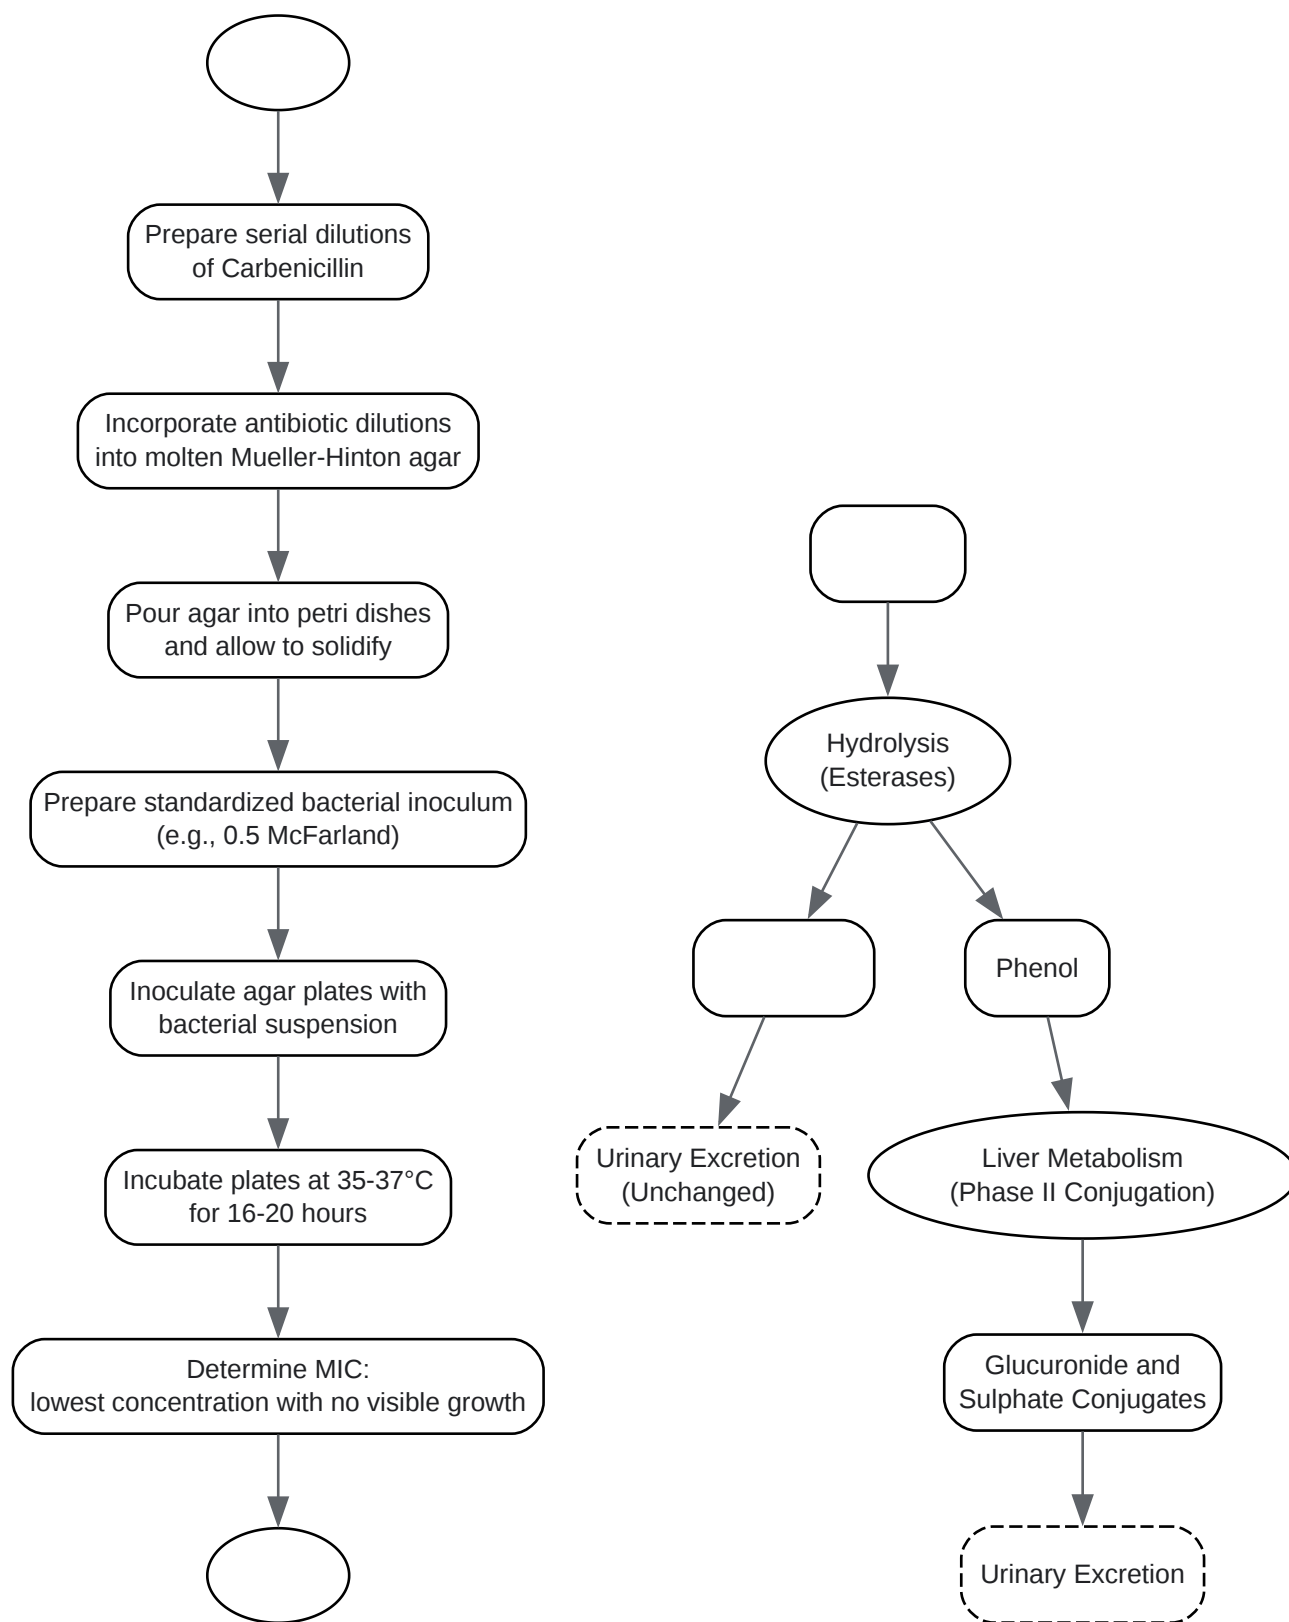 Prepare serial dilutions
of Carbenicillin
Incorporate antibiotic dilutions
into molten Mueller-Hinton agar
Pour agar into petri dishes
and allow to solidify
Prepare standardized bacterial inoculum
(e.g., 0.5 McFarland)
Inoculate agar plates with
bacterial suspension
Incubate plates at 35-37°C
for 16-20 hours
Determine MIC:
lowest concentration with no visible growth
Hydrolysis
(Esterases)
Phenol
Urinary Excretion
(Unchanged)
Liver Metabolism
(Phase II Conjugation)
Glucuronide and
Sulphate Conjugates
Urinary Excretion